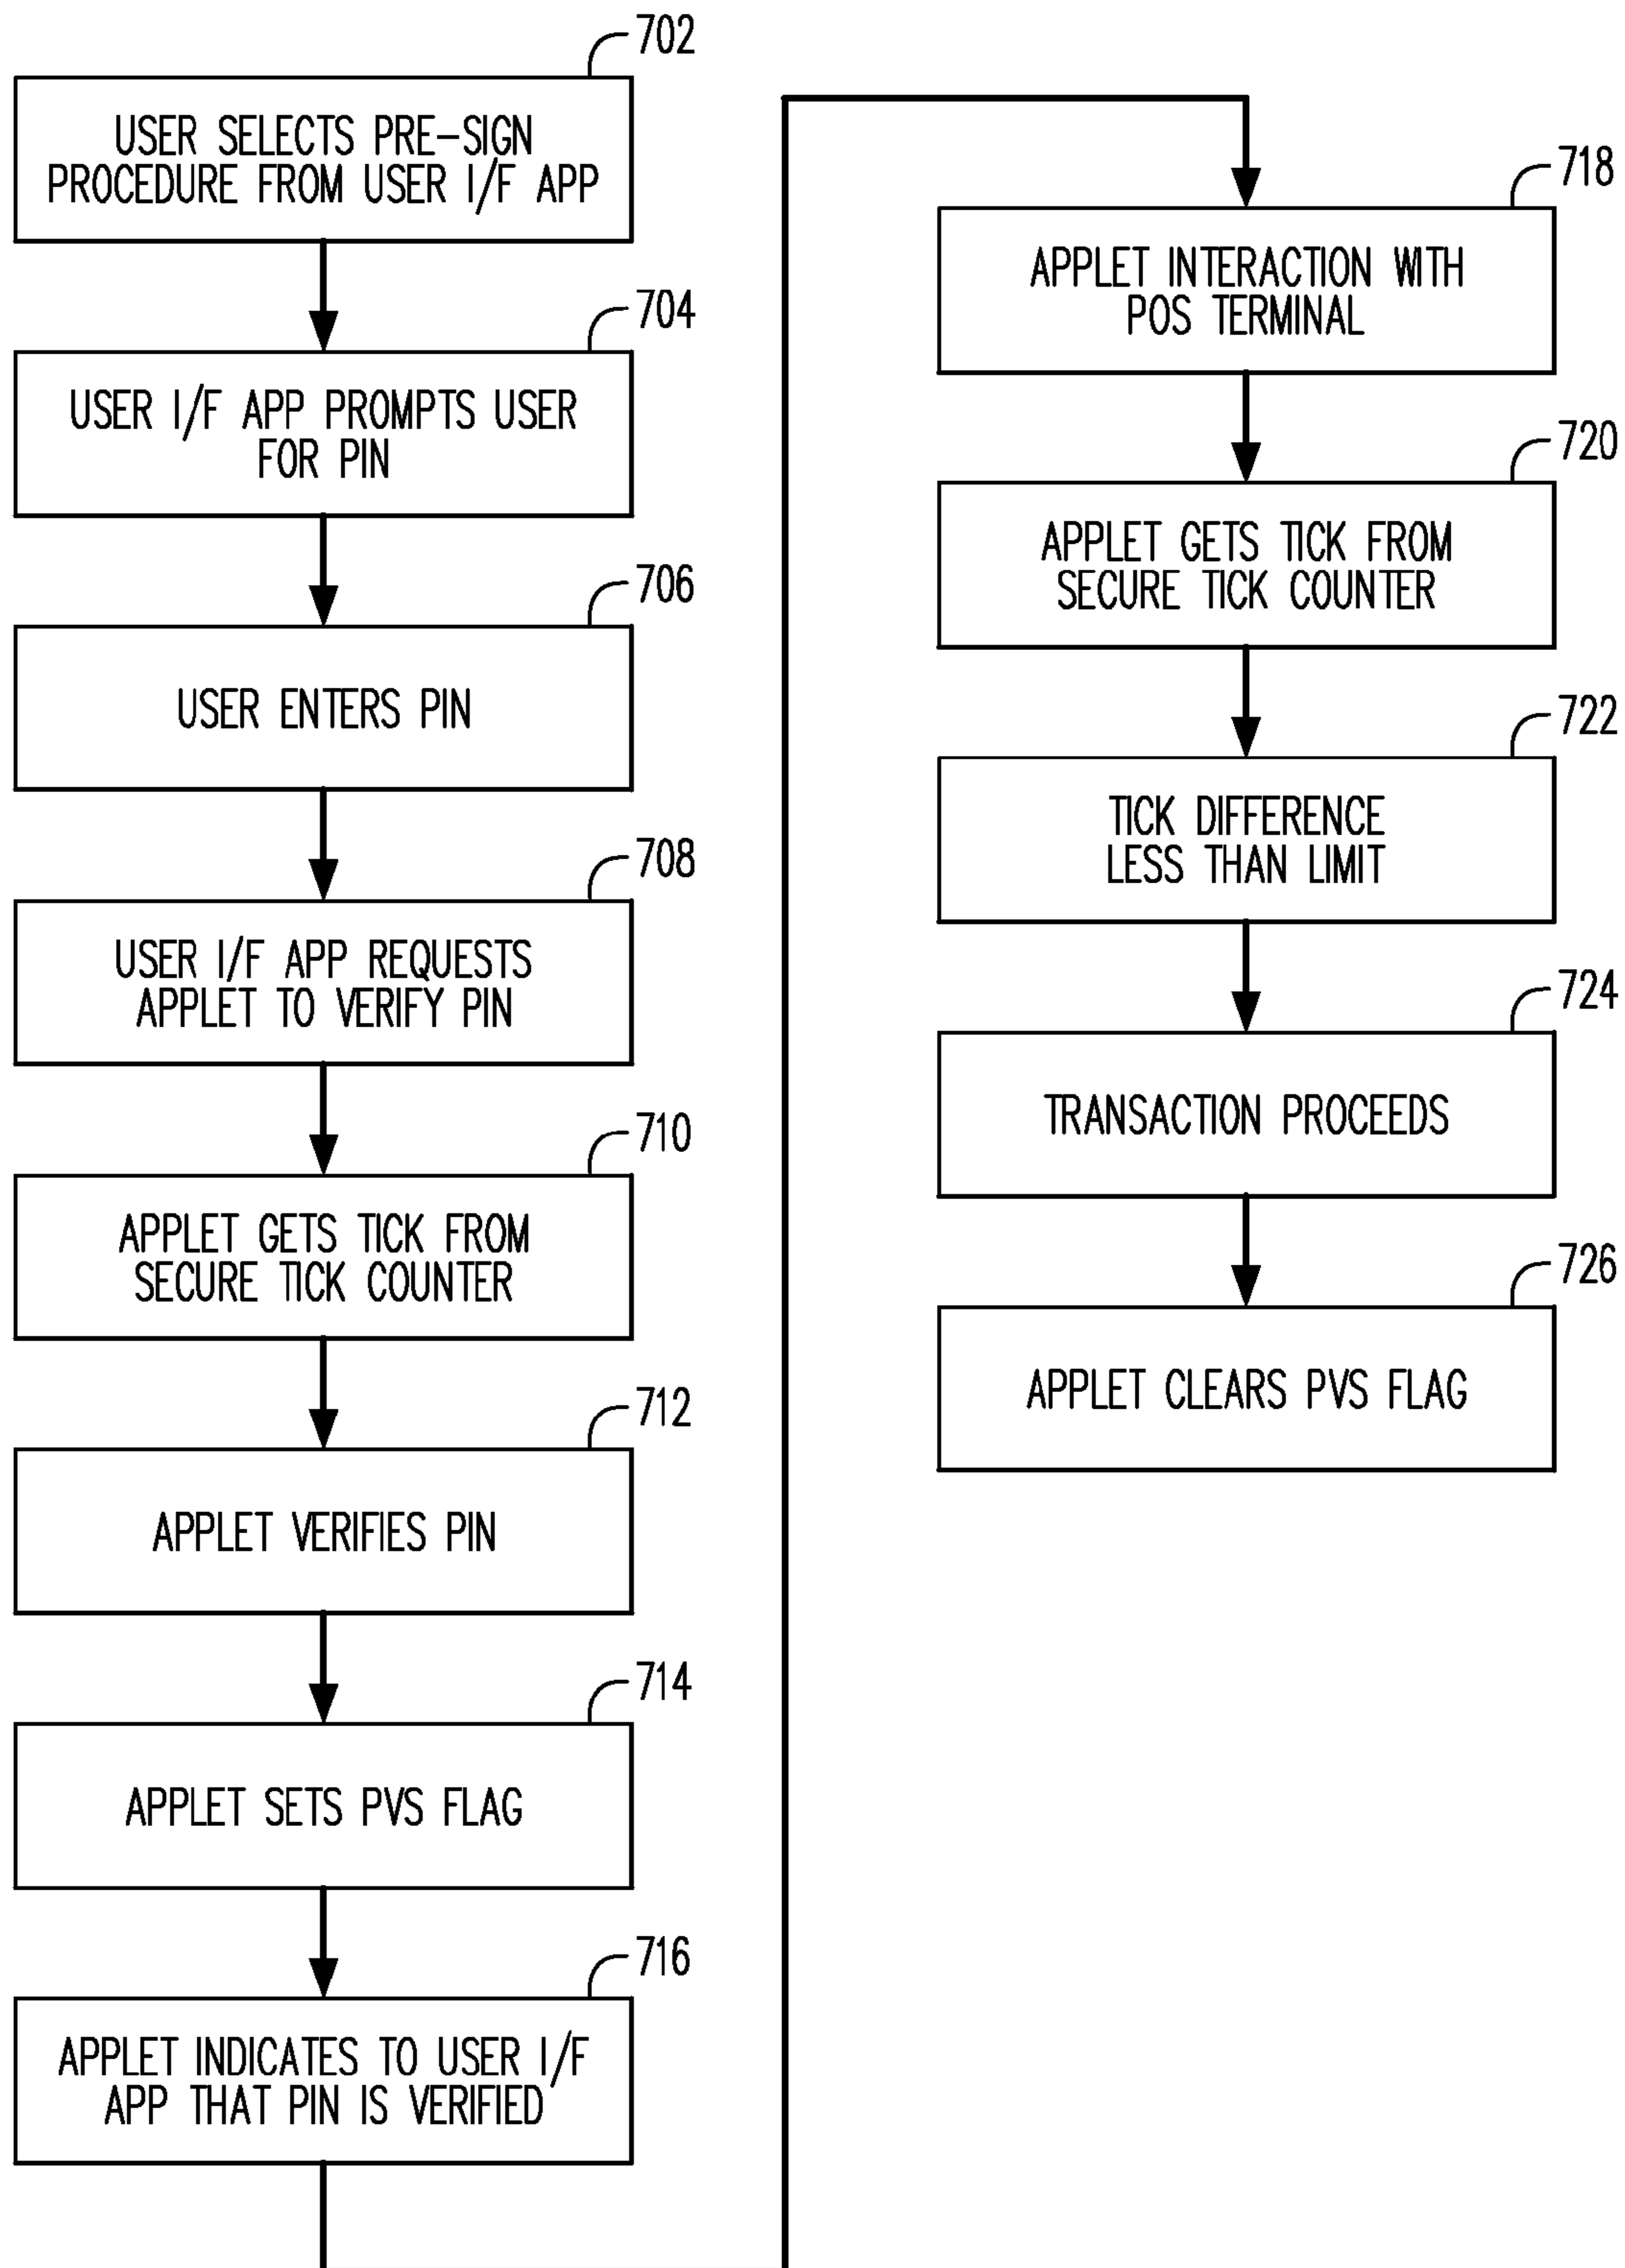 702
USER SELECTS PRE-SIGN
PROCEDURE FROM USER I/F APP
704
USER I/F APP PROMPTS USER
FOR PIN
706
USER ENTERS PIN
708
USER I/F APP REQUESTS
APPLET TO VERIFY PIN
710
APPLET GETS TICK FROM
SECURE TICK COUNTER
712
APPLET VERIFIES PIN
714
APPLET SETS PVS FLAG
716
APPLET INDICATES TO USER I/F
APP THAT PIN IS VERIFIED
718
APPLET INTERACTION WITH
POS TERMINAL
720
APPLET GETS TICK FROM
SECURE TICK COUNTER
722
TICK DIFFERENCE
LESS THAN LIMIT
724
TRANSACTION PROCEEDS
726
APPLET CLEARS PVS FLAG